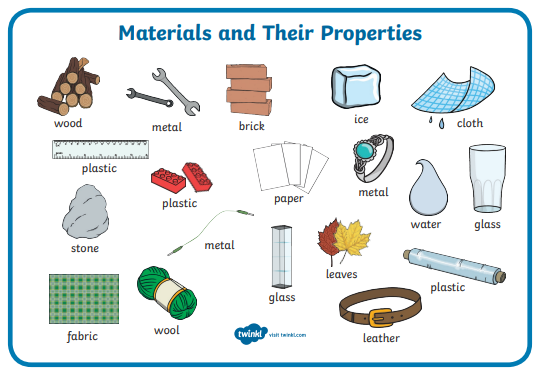 Materials and Their Properties
wood
metal
brick
ice
cloth
plastic
plastic
paper
metal
water
glass
stone
metal
glass
leaves
plastic
fabric
wool
leather
twinkl visit twinkl.com